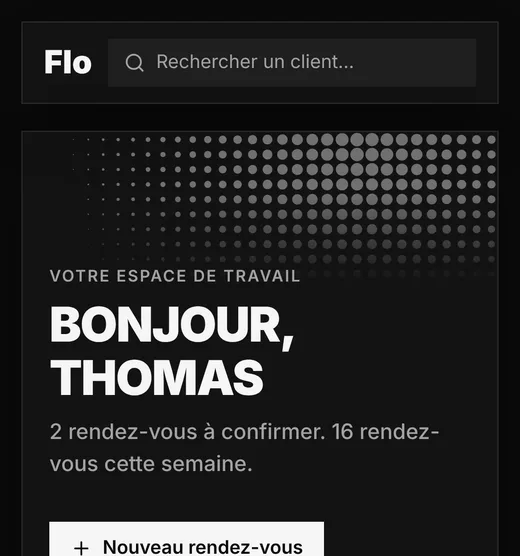 Flo
Rechercher un client...
VOTRE ESPACE DE TRAVAIL
BONJOUR,
THOMAS
2 rendez-vous à confirmer. 16 rendez-
vous cette semaine.
+ Nouveau rendez-vous